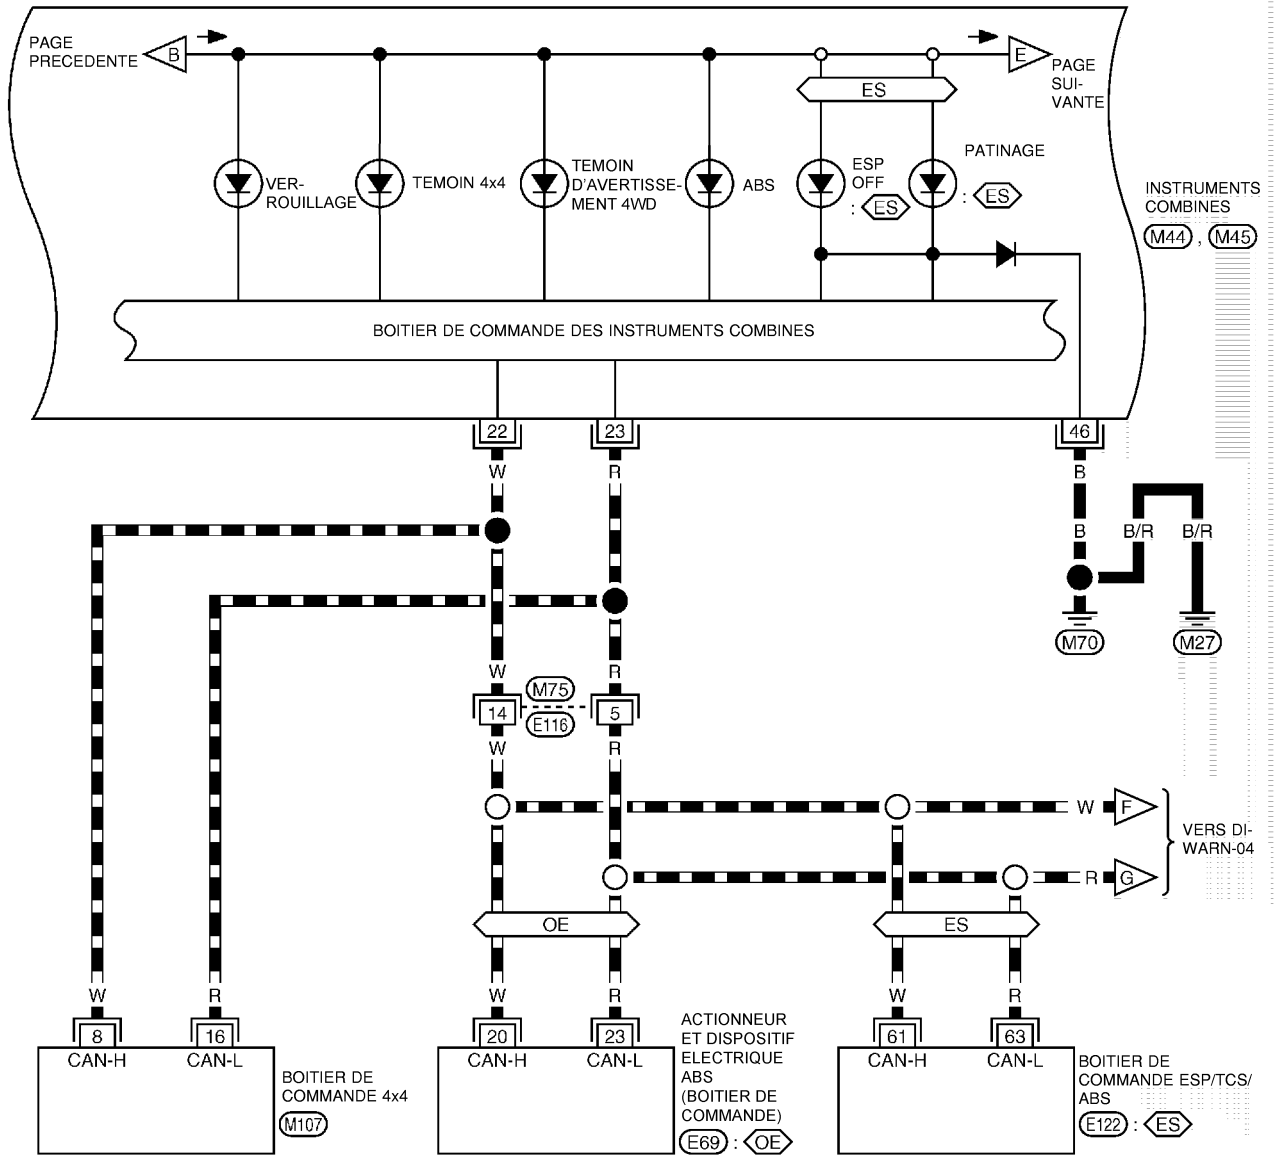 PAGE
PRECEDENTE
B
E
PAGE
SUI-
VANTE
ES
VER-
ROUILLAGE
TEMOIN 4x4
TEMOIN
D'AVERTISSE-
MENT 4WD
ABS
ESP
OFF
: ES
PATINAGE
: ES
INSTRUMENTS
COMBINES
M44 , M45
BOITIER DE COMMANDE DES INSTRUMENTS COMBINES
22 23 46
W R B
B B/R B/R
M70 M27
W R
M75
14 5
E116
W R
W F
R G
VERS DI-
WARN-04
OE ES
W R W R W R
8 16 20 23 61 63
CAN-H CAN-L CAN-H CAN-L CAN-H CAN-L
BOITIER DE
COMMANDE 4x4
M107
ACTIONNEUR
ET DISPOSITIF
ELECTRIQUE
ABS
(BOITIER DE
COMMANDE)
E69 : OE
BOITIER DE
COMMANDE ESP/TCS/
ABS
E122 : ES